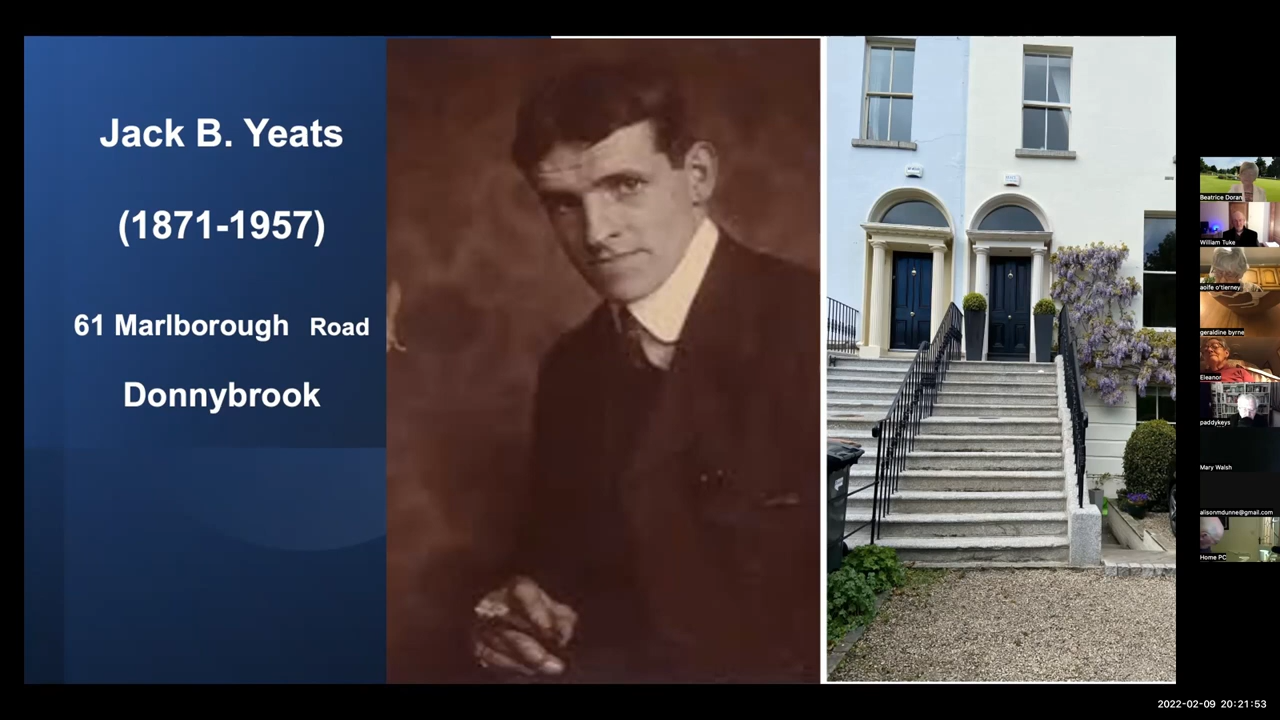 Jack B. Yeats
(1871-1957)
61 Marlborough Road
Donnybrook
Beatrice Doran
William Tuke
aoife o'tierney
geraldine byrne
Eleanor
paddykeys
Mary Walsh
alisonmdunne@gmail.com
Home PC
2022-02-09 20:21:53